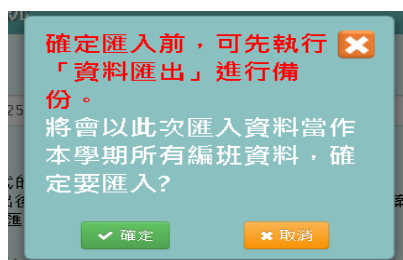 確定匯入前，可先執行
「資料匯出」進行備
份。
將會以此次匯入資料當作
本學期所有編班資料，確
定要匯入?
確定
取消
25